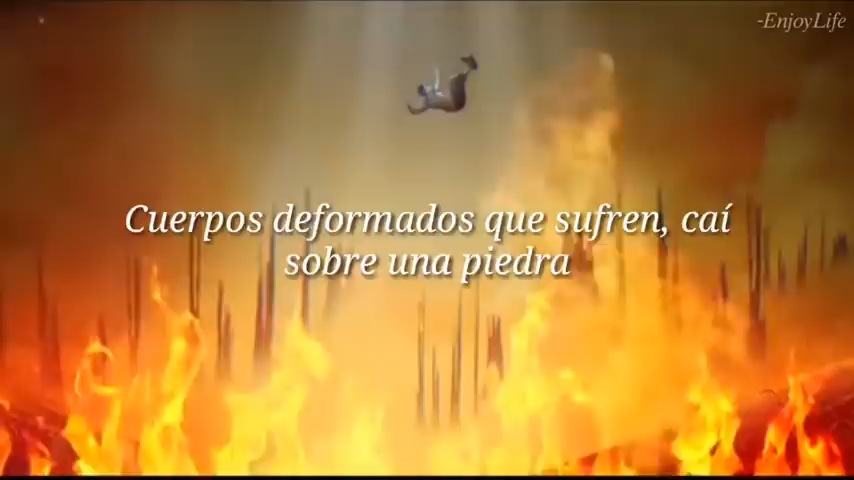 -EnjoyLife
Cuerpos deformados que sufren, caí
sobre una piedra